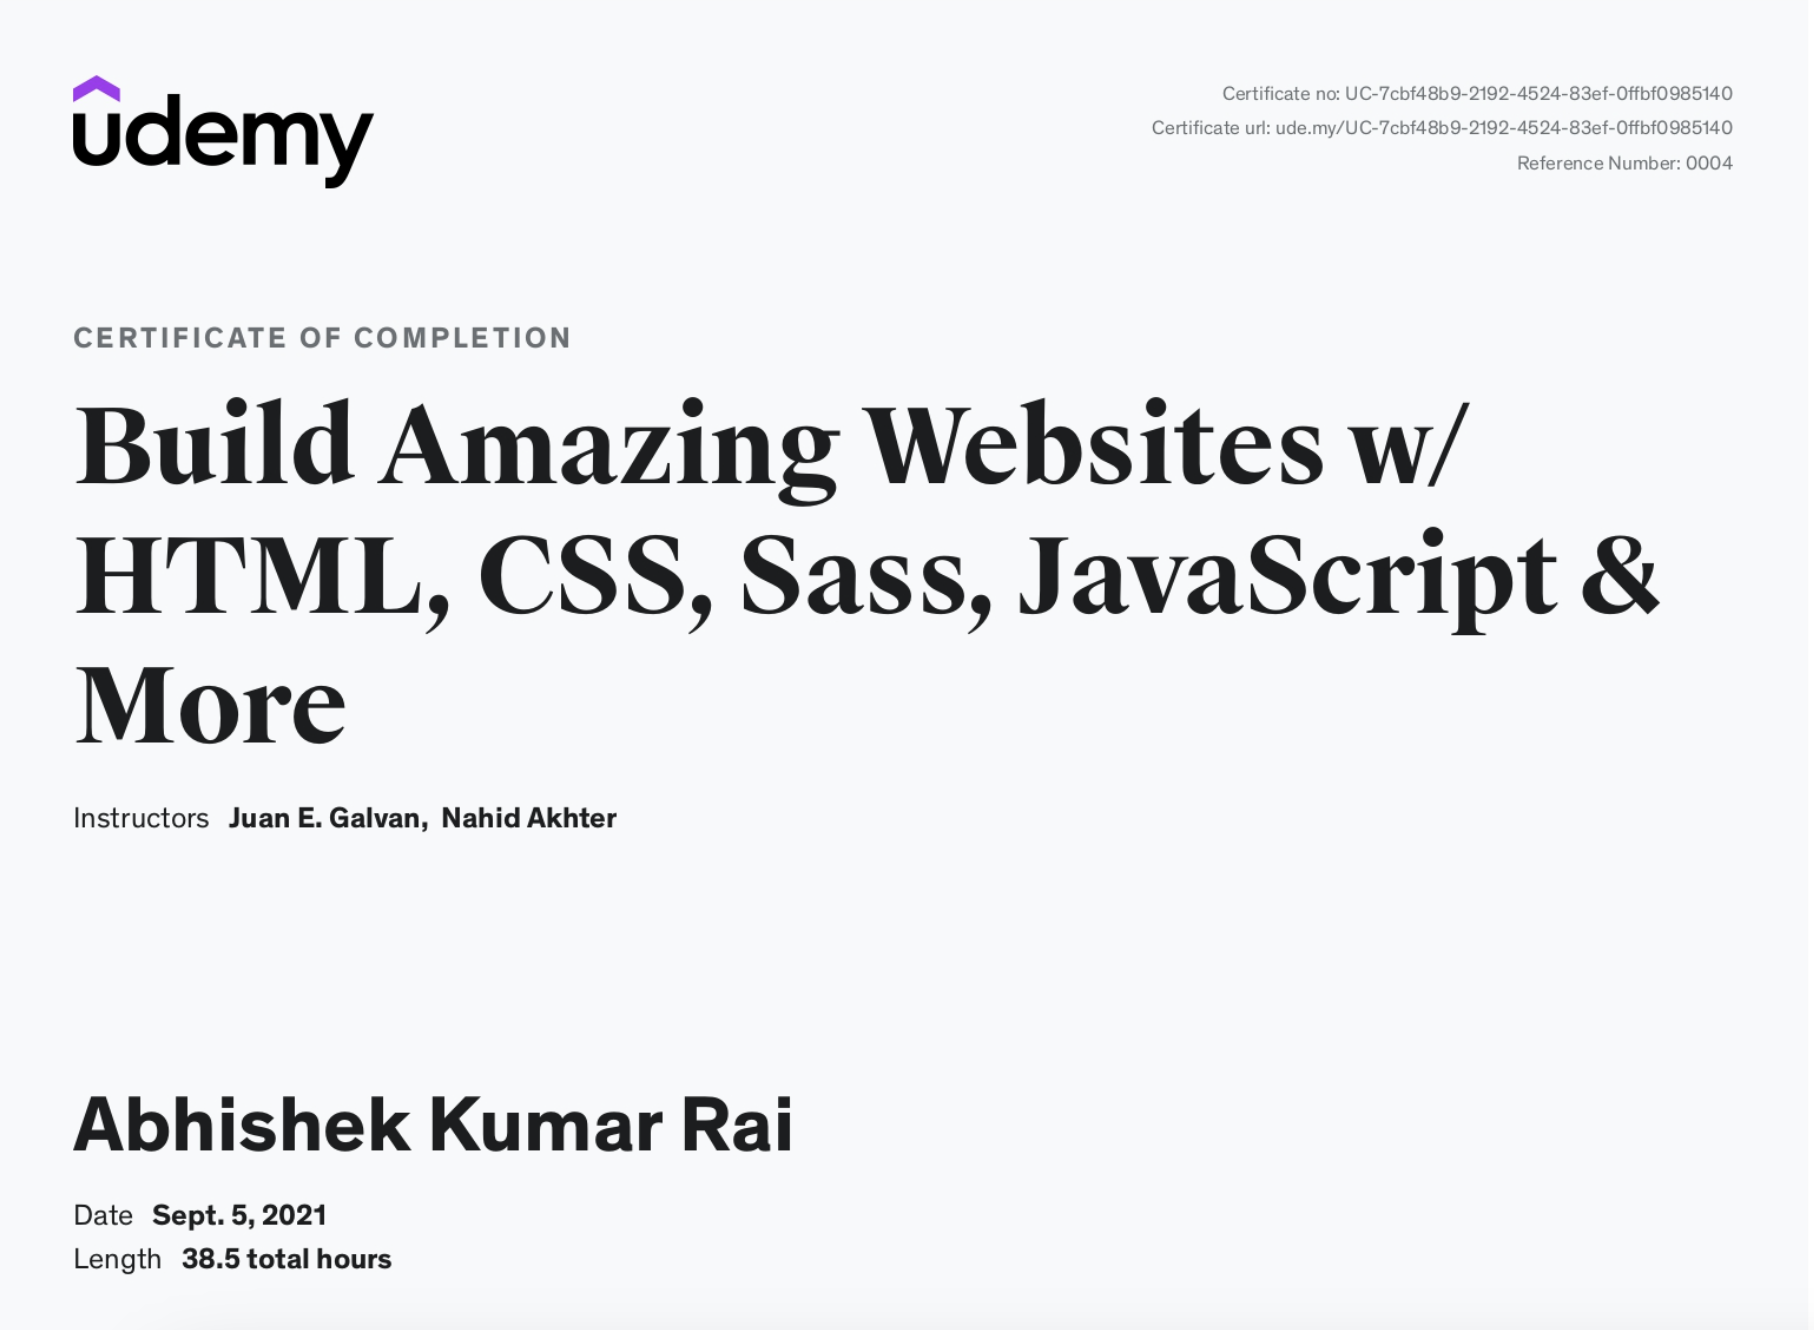 udemy
Certificate no: UC-7cbf48b9-2192-4524-83ef-0ffbf0985140
Certificate url: ude.my/UC-7cbf48b9-2192-4524-83ef-0ffbf0985140
Reference Number: 0004
CERTIFICATE OF COMPLETION
Build Amazing Websites w/
HTML, CSS, Sass, JavaScript &
More
Instructors Juan E. Galvan, Nahid Akhter
Abhishek Kumar Rai
Date Sept. 5, 2021
Length 38.5 total hours